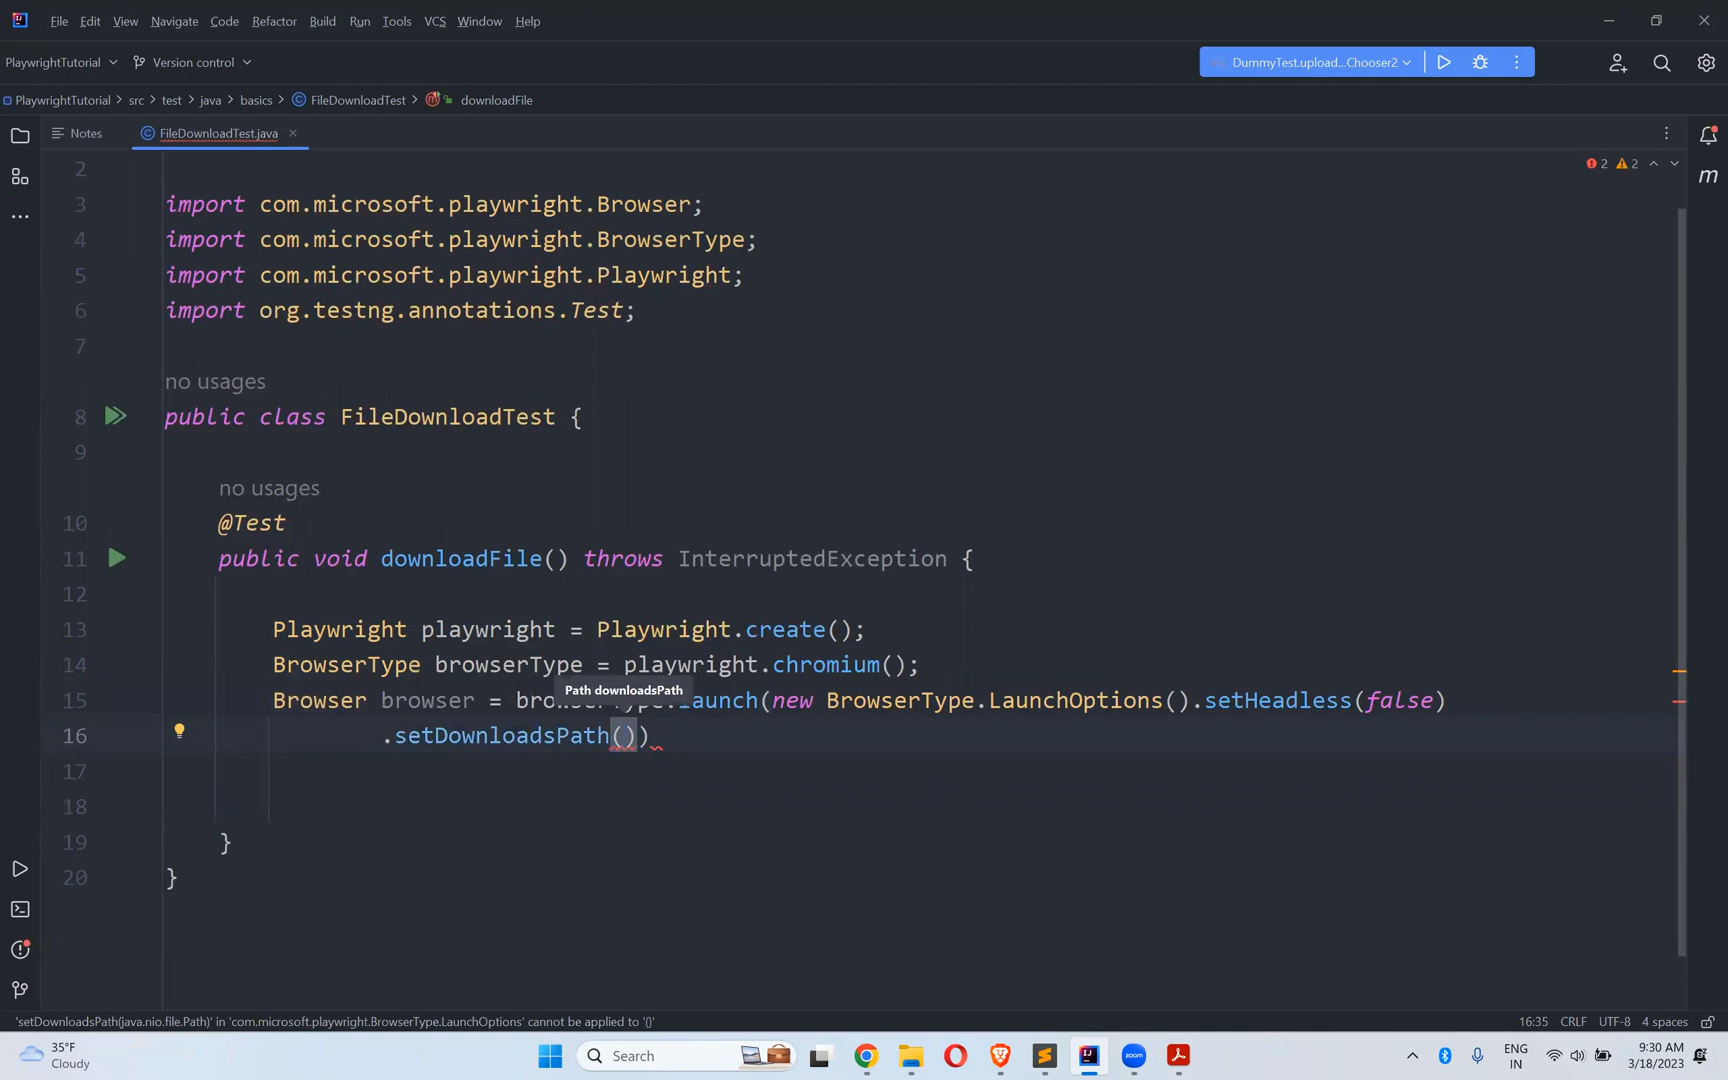 File Edit View Navigate Code Refactor Build Run Tools VCS Window Help
PlaywrightTutorial Version control DummyTest.upload...Chooser2
PlaywrightTutorial src test java basics FileDownloadTest downloadFile
Notes FileDownloadTest.java
2 2
2
3 import com.microsoft.playwright.Browser;
4 import com.microsoft.playwright.BrowserType;
5 import com.microsoft.playwright.Playwright;
6 import org.testng.annotations.Test;
7
no usages
8 public class FileDownloadTest {
9
no usages
10 @Test
11 public void downloadFile() throws InterruptedException {
12
13 Playwright playwright = Playwright.create();
14 BrowserType browserType = playwright.chromium();
Path downloadsPath
15 Browser browser = browserType.launch(new BrowserType.LaunchOptions().setHeadless(false)
16 .setDownloadsPath())
17
18
19 }
20 }
'setDownloadsPath(java.nio.file.Path)' in 'com.microsoft.playwright.BrowserType.LaunchOptions' cannot be applied to '()' 16:35 CRLF UTF-8 4 spaces
35°F
Cloudy
Search
zoom
ENG
IN
9:30 AM
3/18/2023